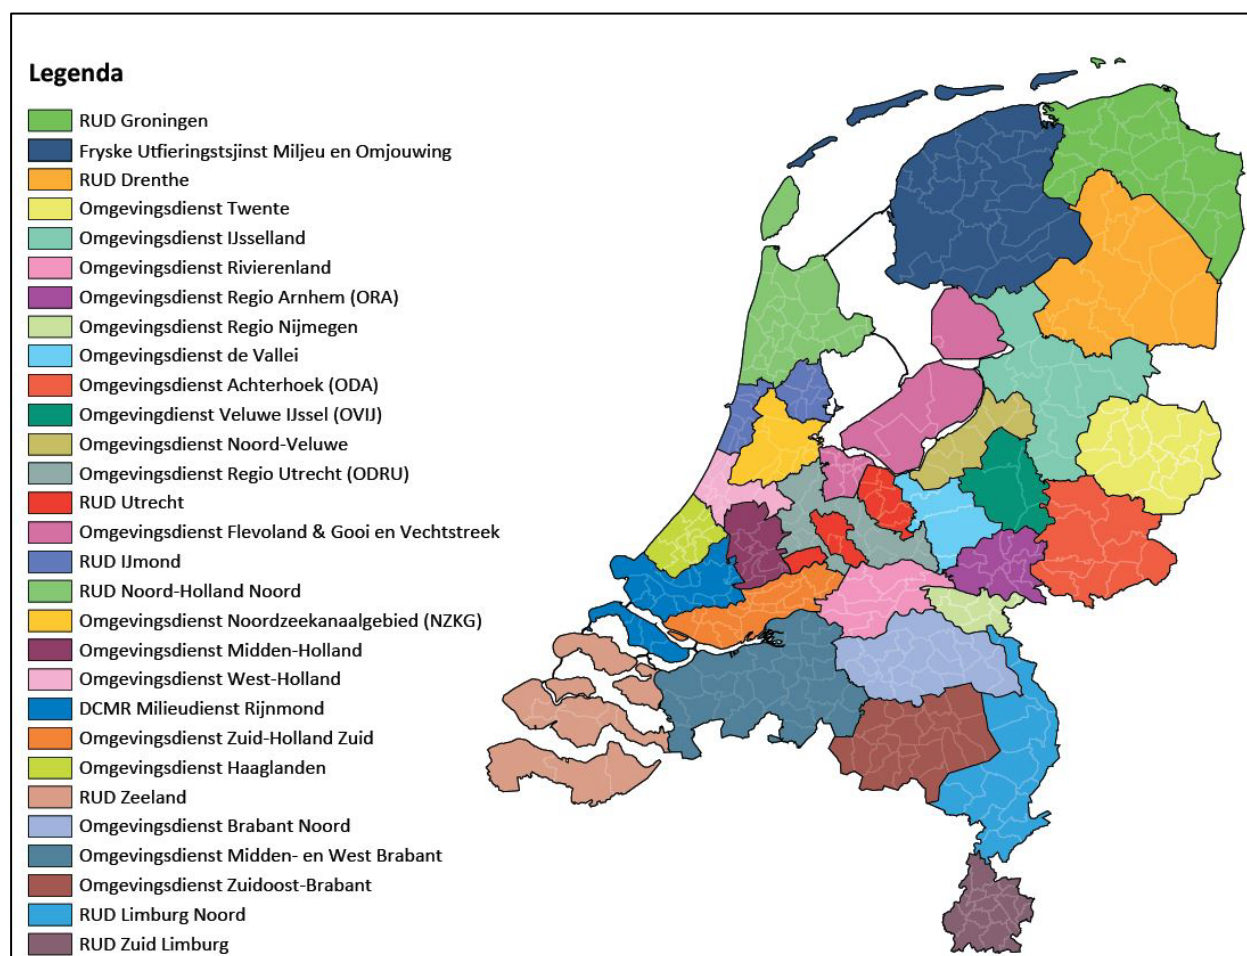 Legenda
RUD Groningen
Fryske Utfieringstsjinst Miljeu en Omjouwing
RUD Drenthe
Omgevingsdienst Twente
Omgevingsdienst IJsselland
Omgevingsdienst Rivierenland
Omgevingsdienst Regio Arnhem (ORA)
Omgevingsdienst Regio Nijmegen
Omgevingsdienst de Vallei
Omgevingsdienst Achterhoek (ODA)
Omgevingdienst Veluwe IJssel (OVIJ)
Omgevingsdienst Noord-Veluwe
Omgevingsdienst Regio Utrecht (ODRU)
RUD Utrecht
Omgevingsdienst Flevoland & Gooi en Vechtstreek
RUD IJmond
RUD Noord-Holland Noord
Omgevingsdienst Noordzeekanaalgebied (NZKG)
Omgevingsdienst Midden-Holland
Omgevingsdienst West-Holland
DCMR Milieudienst Rijnmond
Omgevingsdienst Zuid-Holland Zuid
Omgevingsdienst Haaglanden
RUD Zeeland
Omgevingsdienst Brabant Noord
Omgevingsdienst Midden- en West Brabant
Omgevingsdienst Zuidoost-Brabant
RUD Limburg Noord
RUD Zuid Limburg